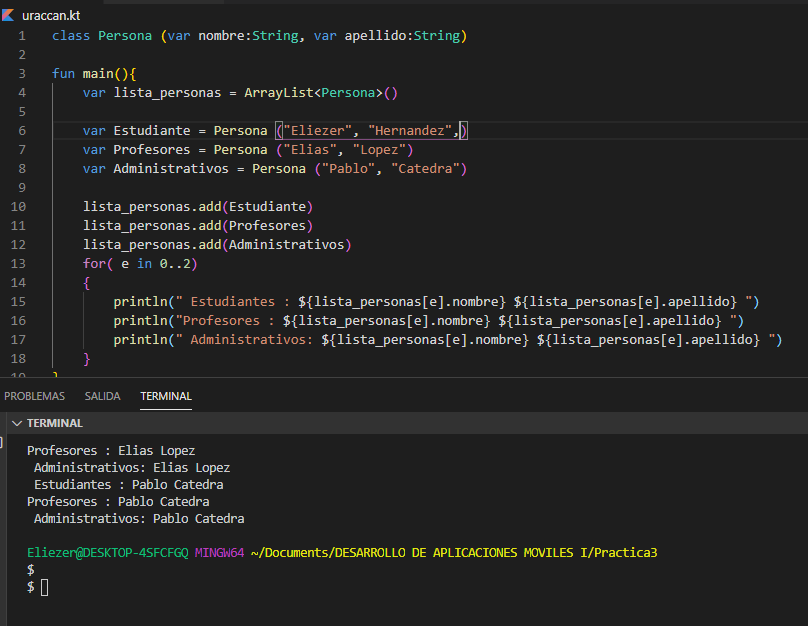 uraccan.kt
1 class Persona (var nombre:String, var apellido:String)
2
3 fun main(){
4 var lista_personas = ArrayList<Persona>()
5
6 var Estudiante = Persona ("Eliezer", "Hernandez",)
7 var Profesores = Persona ("Elias", "Lopez")
8 var Administrativos = Persona ("Pablo", "Catedra")
9
10 lista_personas.add(Estudiante)
11 lista_personas.add(Profesores)
12 lista_personas.add(Administrativos)
13 for( e in 0..2)
14 {
15 println(" Estudiantes : ${lista_personas[e].nombre} ${lista_personas[e].apellido} ")
16 println("Profesores : ${lista_personas[e].nombre} ${lista_personas[e].apellido} ")
17 println(" Administrativos: ${lista_personas[e].nombre} ${lista_personas[e].apellido} ")
18 }
19 }
PROBLEMAS SALIDA TERMINAL
TERMINAL
Profesores : Elias Lopez
Administrativos: Elias Lopez
Estudiantes : Pablo Catedra
Profesores : Pablo Catedra
Administrativos: Pablo Catedra
Eliezer@DESKTOP-4SFCFGQ MINGW64 ~/Documents/DESARROLLO DE APLICACIONES MOVILES I/Practica3
$
$